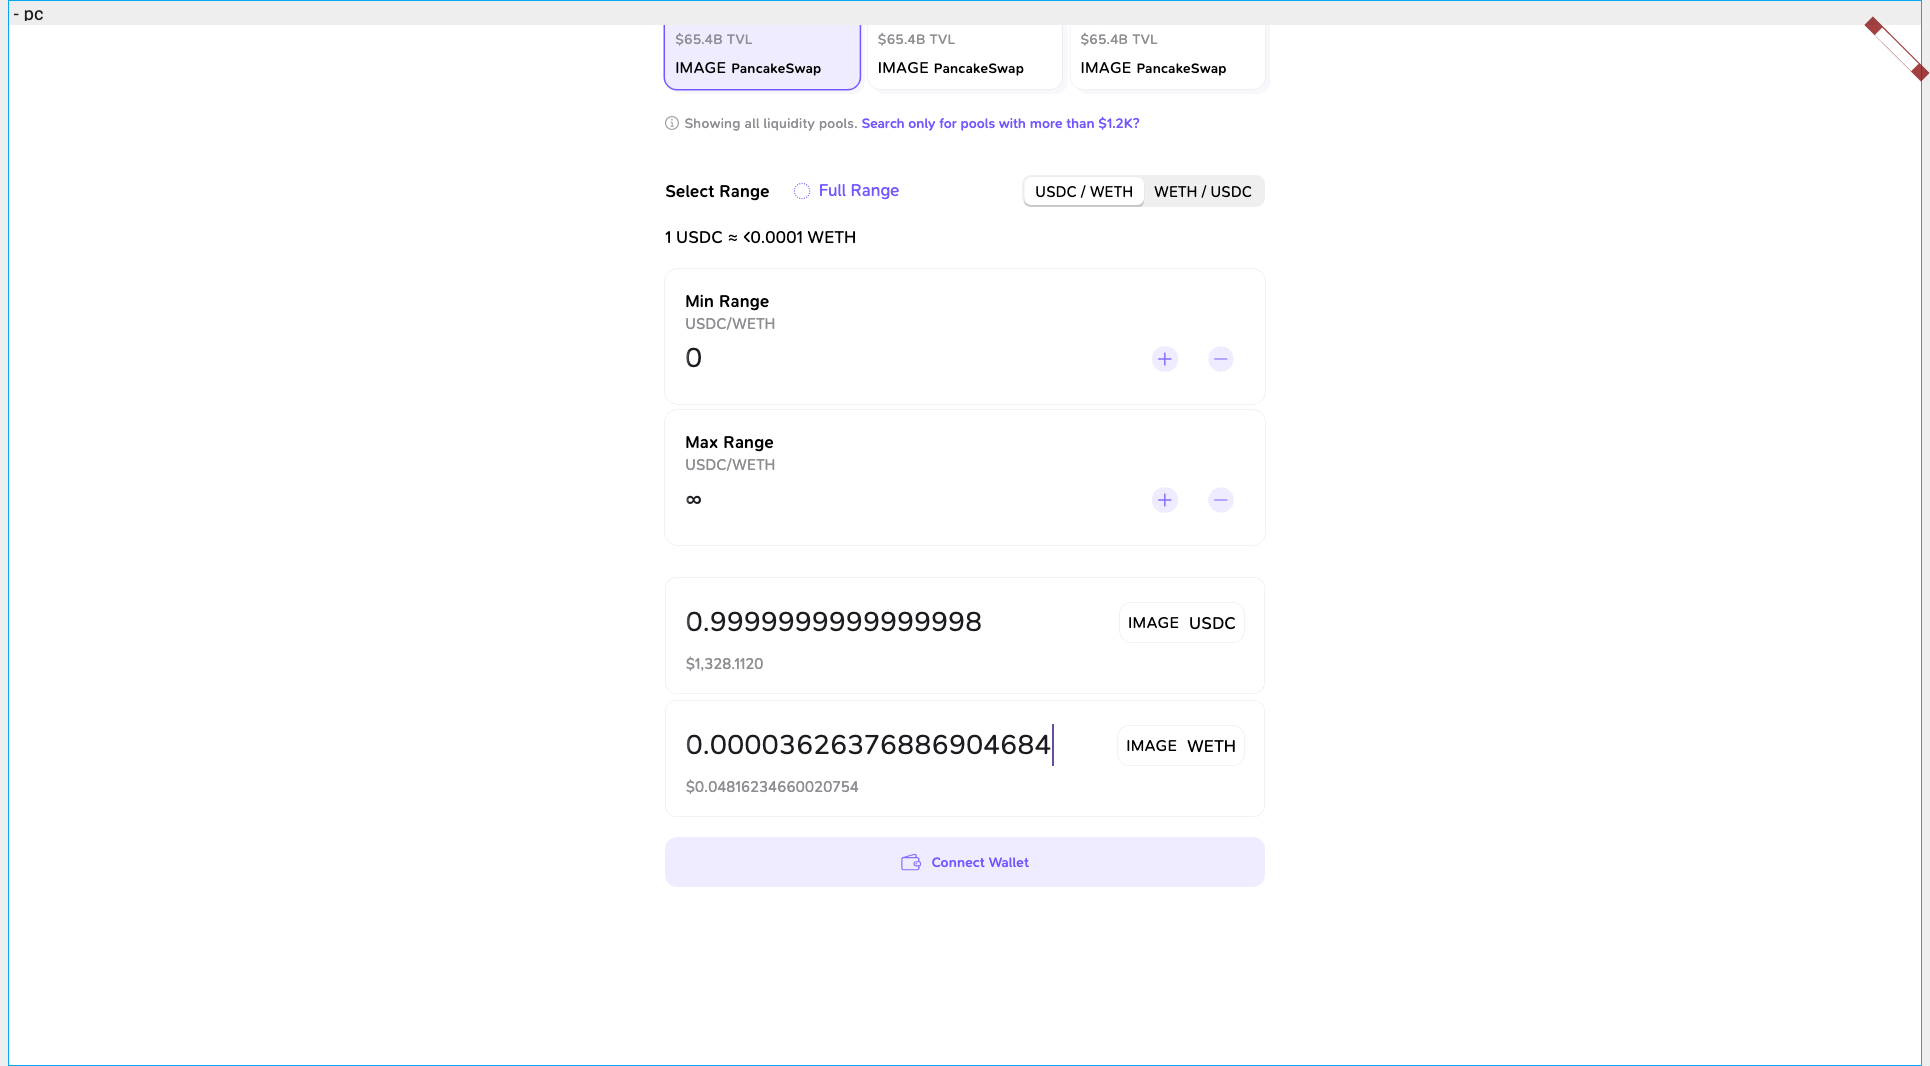 - pc
$65.4B TVL $65.4B TVL $65.4B TVL
IMAGE PancakeSwap IMAGE PancakeSwap IMAGE PancakeSwap
Showing all liquidity pools. Search only for pools with more than $1.2K?
Select Range Full Range USDC / WETH WETH / USDC
1 USDC ≈ <0.0001 WETH
Min Range
USDC/WETH
0
Max Range
USDC/WETH
∞
0.9999999999999998 IMAGE USDC
$1,328.1120
0.00003626376886904684 IMAGE WETH
$0.04816234660020754
Connect Wallet